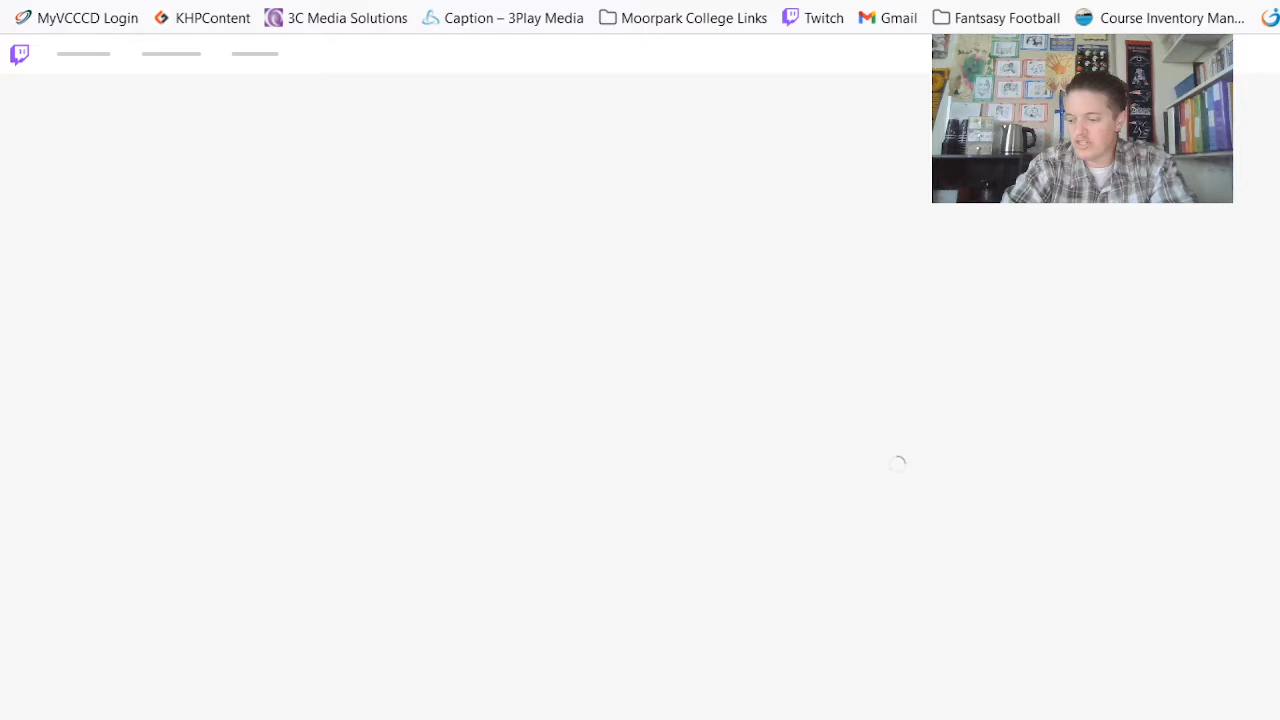 MyVCCCD Login KHPContent 3C Media Solutions Caption – 3Play Media Moorpark College Links Twitch Gmail Fantsasy Football Course Inventory Man...